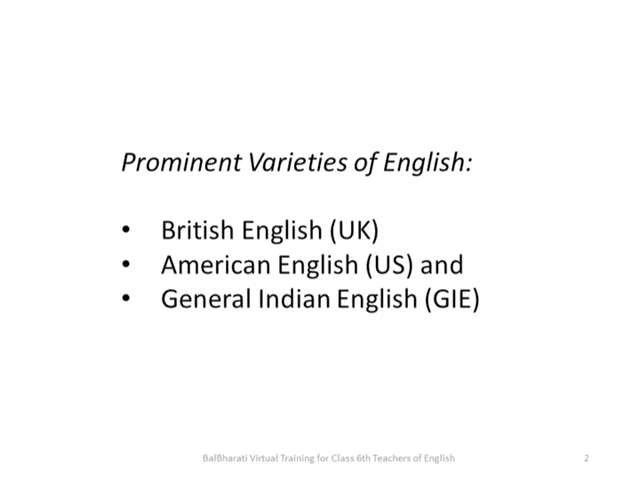 Prominent Varieties of English:
• British English (UK)
• American English (US) and
• General Indian English (GIE)
BalBharati Virtual Training for Class 6th Teachers of English
2